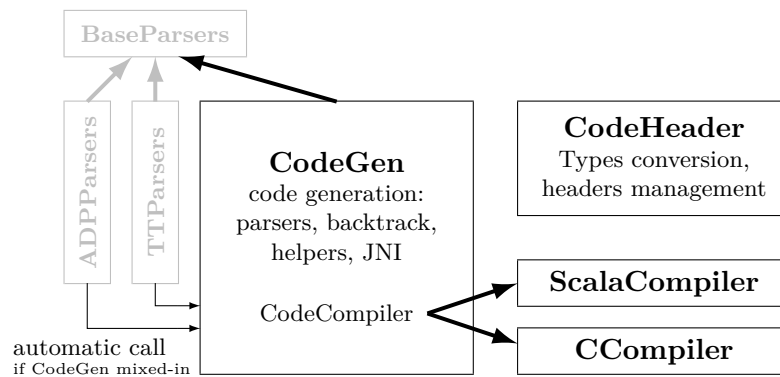 BaseParsers
ADPParsers
TTParsers
CodeGen
code generation:
parsers, backtrack,
helpers, JNI
CodeCompiler
CodeHeader
Types conversion,
headers management
ScalaCompiler
CCompiler
automatic call
if CodeGen mixed-in